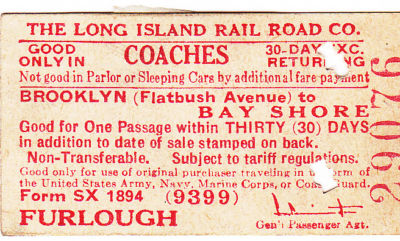 THE LONG ISLAND RAIL ROAD CO.
GOOD ONLY IN COACHES 30-DAY EXC. RETURNING
Not good in Parlor or Sleeping Cars by additional fare payment
BROOKLYN (Flatbush Avenue) to
BAY SHORE
Good for One Passage within THIRTY (30) DAYS
in addition to date of sale stamped on back.
Non-Transferable. Subject to tariff regulations.
Good only for use of original purchaser traveling in uniform of
the United States Army, Navy, Marine Corps, or Coast Guard.
Form SX 1894 (9399)
FURLOUGH
Gen'l Passenger Agt.